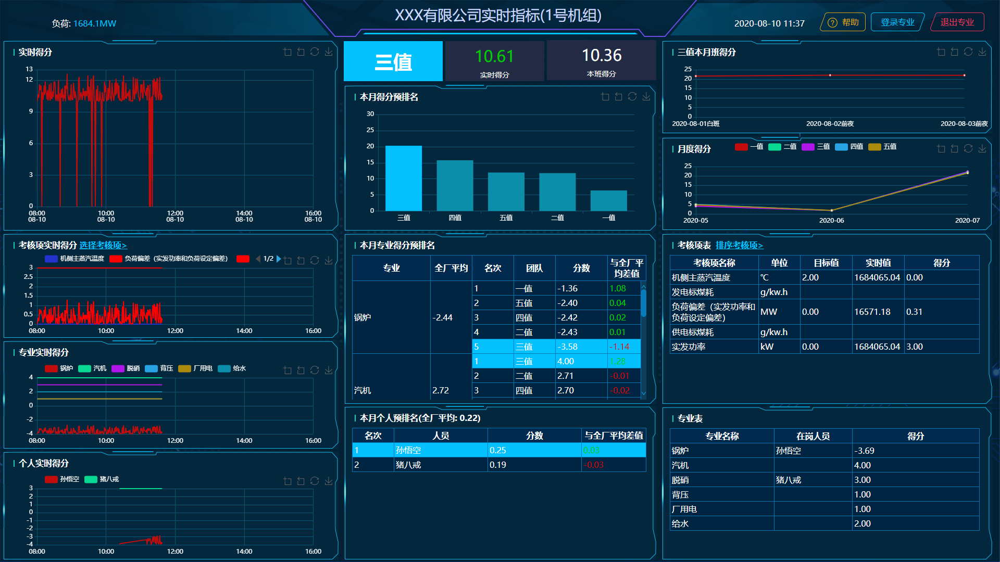 XXX有限公司实时指标(1号机组)
负荷: 1684.1MW
2020-08-10 11:37
帮助
登录专业
退出专业
实时得分
13
12
9
6
3
0
08:00
08-10
10:00
08-10
12:00
08-10
14:00
08-10
16:00
08-10
考核项实时得分 选择考核项>
机侧主蒸汽温度 负荷偏差（实发功率和负荷设定偏差） 1/2
3
2.5
2
1.5
1
0.5
0
08:00 10:00 12:00 14:00 16:00
专业实时得分
锅炉 汽机 脱硝 背压 厂用电 给水
4
2
0
-2
-4
08:00 10:00 12:00 14:00 16:00
个人实时得分
孙悟空 猪八戒
3
2
1
0
-1
-2
-3
-4
08:00 10:00 12:00 14:00 16:00
三值
10.61
实时得分
10.36
本班得分
本月得分预排名
30
25
20
15
10
5
0
三值 四值 五值 二值 一值
本月专业得分预排名
专业 全厂平均 名次 团队 分数 与全厂平均差值
锅炉 -2.44
1 一值 -1.36 1.08
2 五值 -2.40 0.04
3 四值 -2.42 0.02
4 二值 -2.43 0.01
5 三值 -3.58 -1.14
汽机 2.72
1 三值 4.00 1.28
2 二值 2.71 -0.01
3 四值 2.70 -0.02
本月个人预排名(全厂平均: 0.22)
名次 人员 分数 与全厂平均差值
1 孙悟空 0.25 0.03
2 猪八戒 0.19 -0.03
三值本月班得分
25
20
15
10
5
0
2020-08-01白班 2020-08-02前夜 2020-08-03前夜
月度得分
一值 二值 三值 四值 五值
25
20
15
10
5
0
2020-05 2020-06 2020-07
考核项表 排序考核项>
考核项名称 单位 目标值 实时值 得分
机侧主蒸汽温度 ℃ 2.00 1684065.04 0.00
发电标煤耗 g/kw.h
负荷偏差（实发功率和负荷设定偏差） MW 0.00 16571.18 0.31
供电标煤耗 g/kw.h
实发功率 kW 0.00 1684065.04 3.00
专业表
专业名称 在岗人员 得分
锅炉 孙悟空 -3.69
汽机 4.00
脱硝 猪八戒 3.00
背压 1.00
厂用电 1.00
给水 2.00